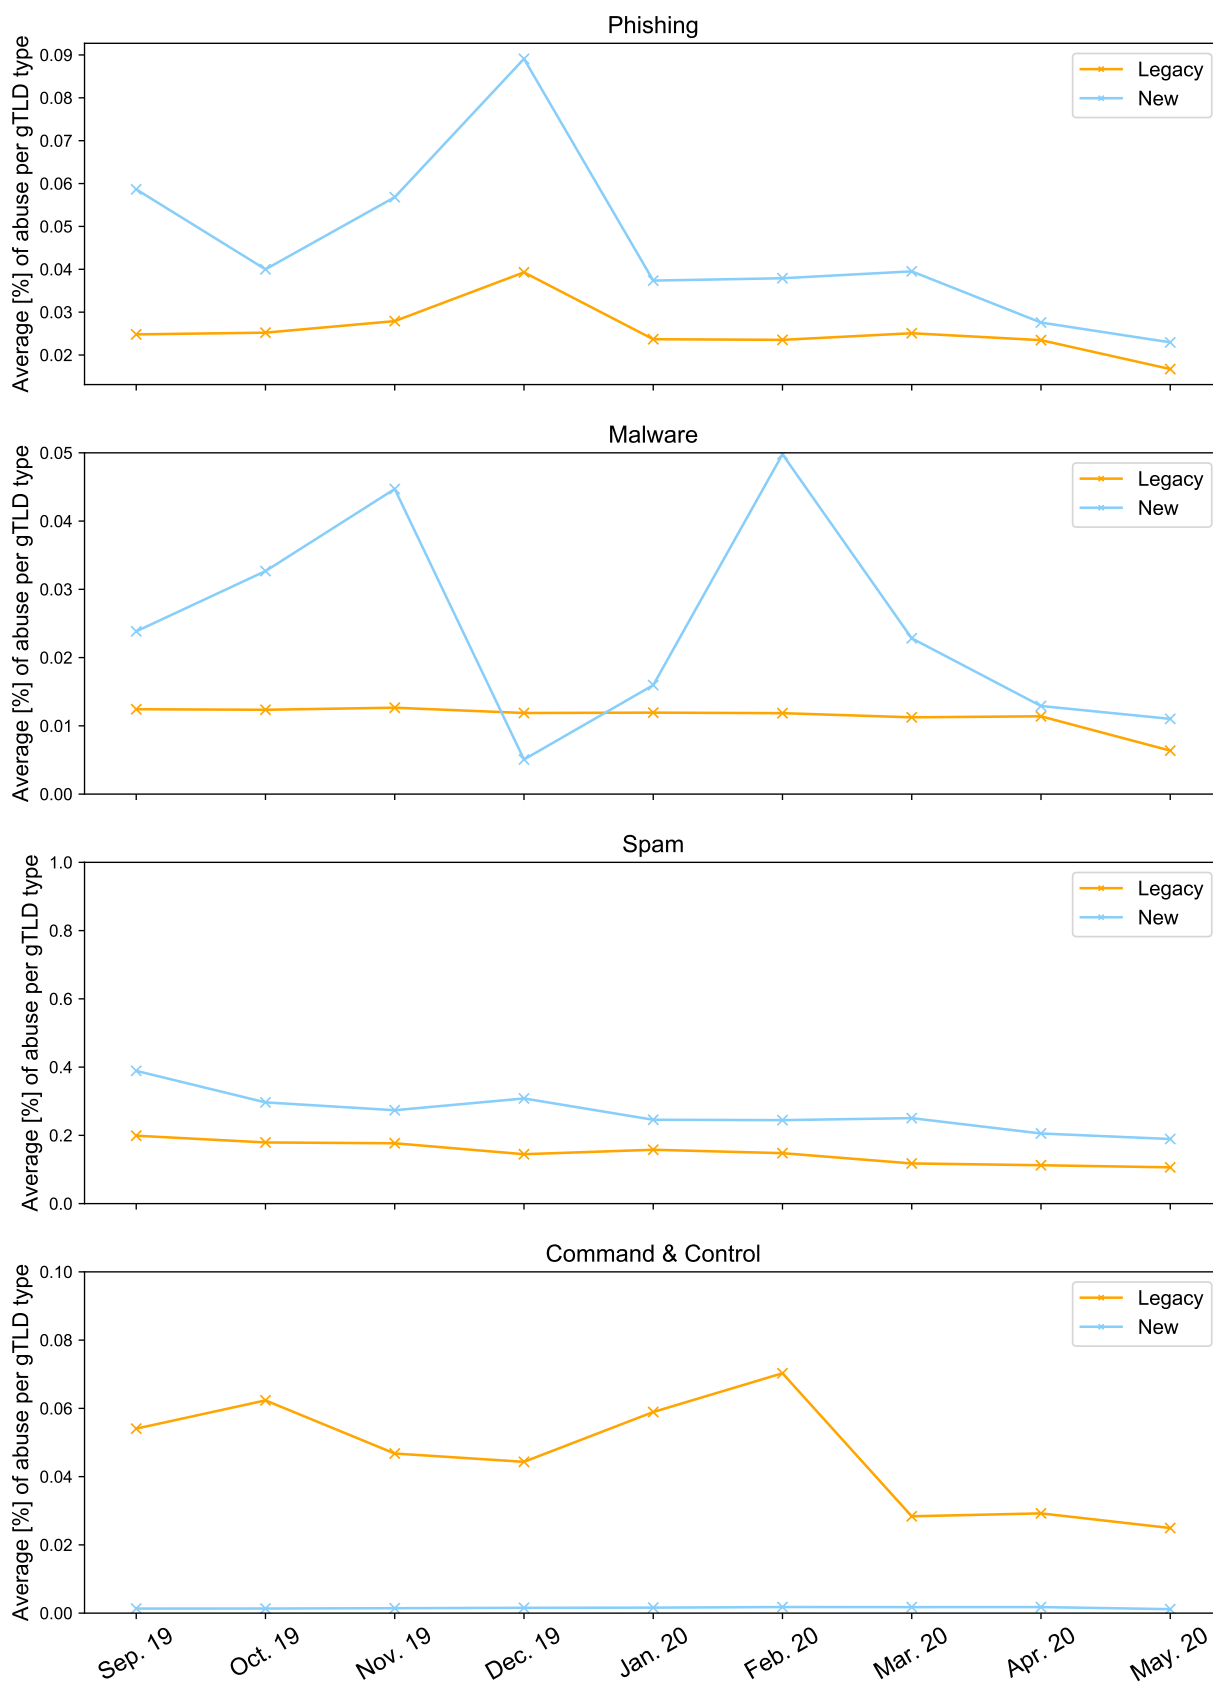 Phishing
Average [%] of abuse per gTLD type
0.09
0.08
0.07
0.06
0.05
0.04
0.03
0.02
Legacy
New
Malware
Average [%] of abuse per gTLD type
0.05
0.04
0.03
0.02
0.01
0.00
Legacy
New
Spam
Average [%] of abuse per gTLD type
1.0
0.8
0.6
0.4
0.2
0.0
Legacy
New
Command & Control
Average [%] of abuse per gTLD type
0.10
0.08
0.06
0.04
0.02
0.00
Legacy
New
Sep. 19
Oct. 19
Nov. 19
Dec. 19
Jan. 20
Feb. 20
Mar. 20
Apr. 20
May. 20